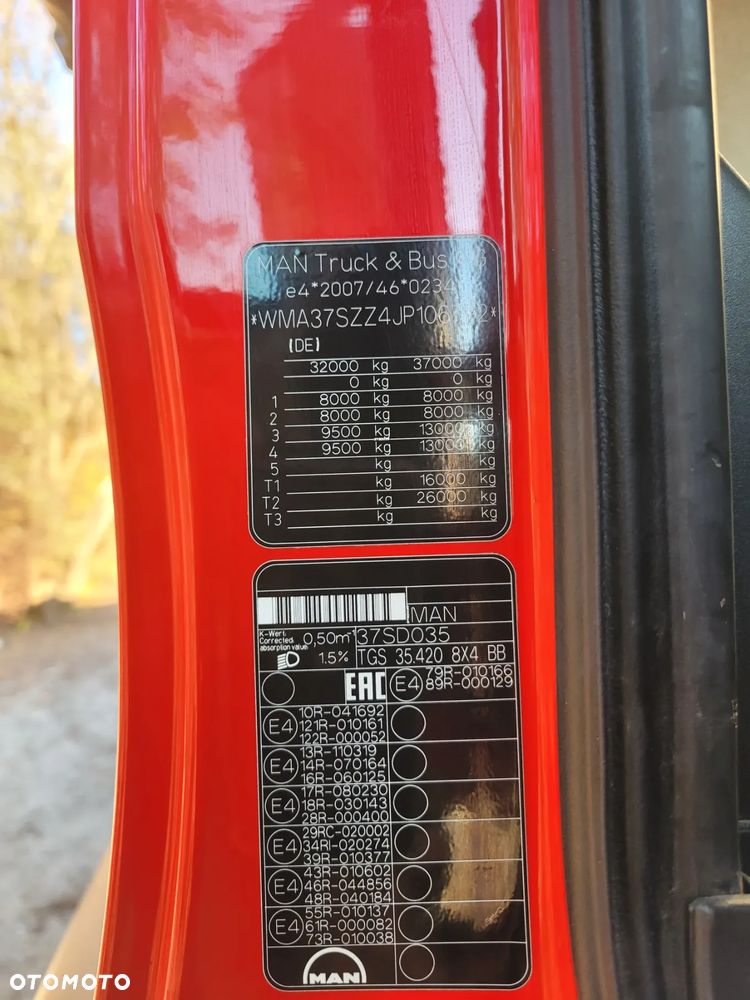 MAN Truck & Bus
e4*2007/46*0234
(DE)
32000 kg 37000 kg
0 kg 0 kg
1 8000 kg 8000 kg
2 8000 kg 8000 kg
3 9500 kg 13000 kg
4 9500 kg 13000 kg
5 kg kg
T1 16000 kg
T2 26000 kg
T3 kg kg
MAN
K-Wert
Corrected
absorption value
0,50m⁻¹
37SD035
1.5% TGS 35.420 8X4 BB
EAC E4 79R-010166
89R-000129
E4 10R-041692
121R-010161
122R-000052
E4 13R-110319
14R-070164
16R-060125
E4 17R-080230
18R-030143
28R-000400
E4 29RC-020002
34RI-020274
39R-010377
E4 43R-010602
46R-044856
48R-040184
E4 55R-010137
61R-000082
73R-010038
MAN
OTOMOTO